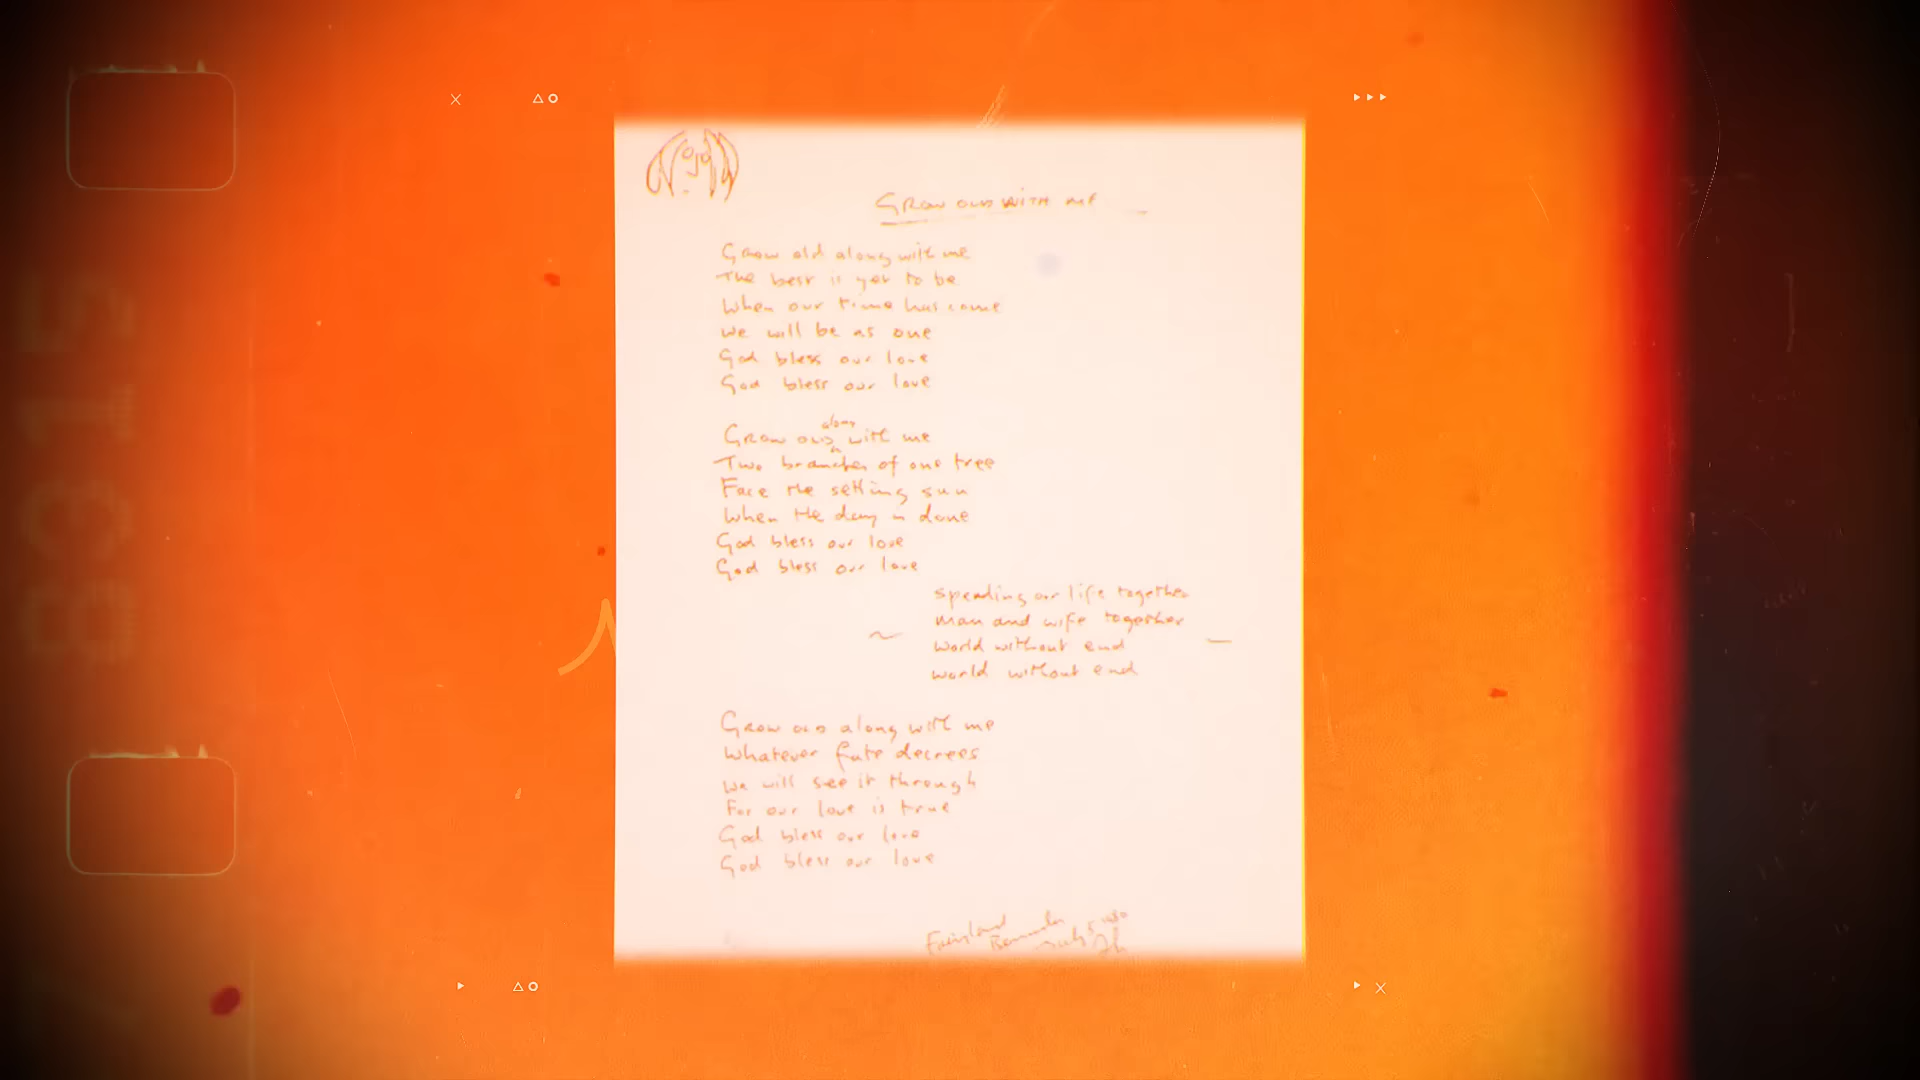 GROW OLD WITH ME
Grow old along with me
The best is yet to be
When our time has come
We will be as one
God bless our love
God bless our love
along
Grow old with me
Two branches of one tree
Face the setting sun
When the day is done
God bless our love
God bless our love
spending our life together
man and wife together
world without end
world without end
Grow old along with me
Whatever fate decrees
We will see it through
For our love is true
God bless our love
God bless our love
Fairyland
Bermuda
July 5 1980